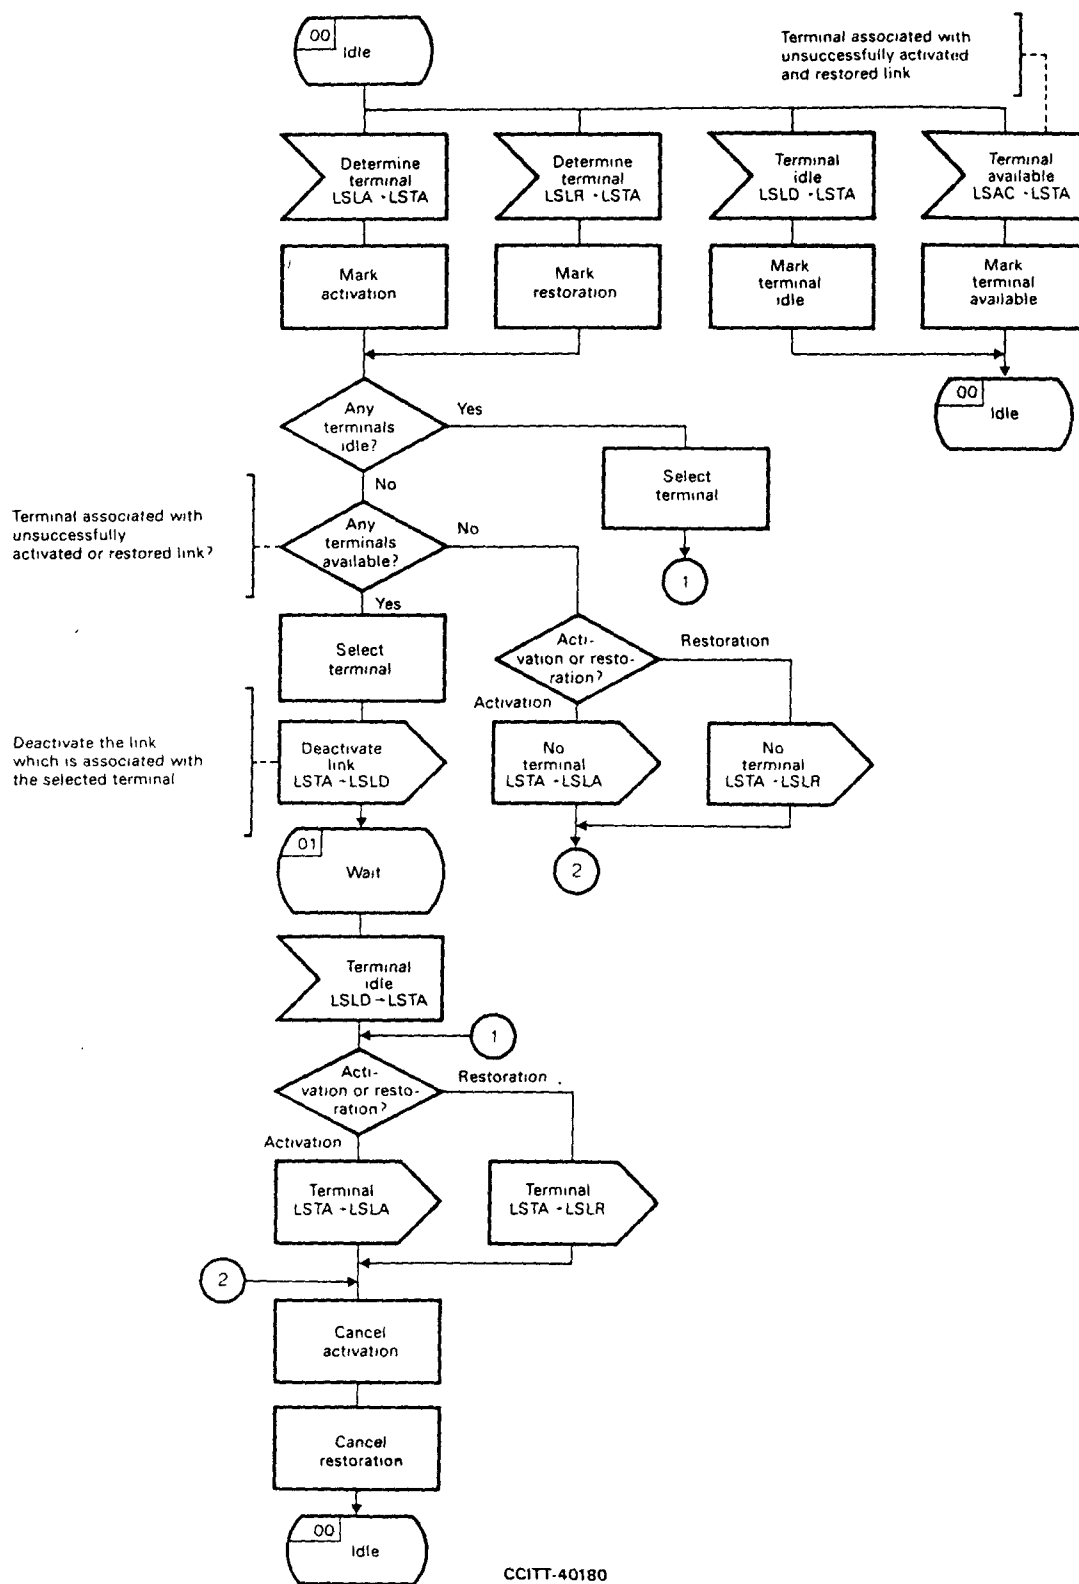 00
Idle
Terminal associated with
unsuccessfully activated
and restored link
Determine
terminal
LSLA → LSTA
Determine
terminal
LSLR → LSTA
Terminal
idle
LSLD → LSTA
Terminal
available
LSAC → LSTA
Mark
activation
Mark
restoration
Mark
terminal
idle
Mark
terminal
available
00
Idle
Any
terminals
idle?
Yes
No
Select
terminal
1
Terminal associated with
unsuccessfully
activated or restored link?
Any
terminals
available?
No
Yes
Select
terminal
Acti-
vation or resto-
ration?
Restoration
Activation
Deactivate the link
which is associated with
the selected terminal
Deactivate
link
LSTA → LSLD
No
terminal
LSTA → LSLA
No
terminal
LSTA → LSLR
2
01
Wait
Terminal
idle
LSLD → LSTA
1
Acti-
vation or resto-
ration?
Restoration
Activation
Terminal
LSTA → LSLA
Terminal
LSTA → LSLR
2
Cancel
activation
Cancel
restoration
00
Idle
CCITT-40180